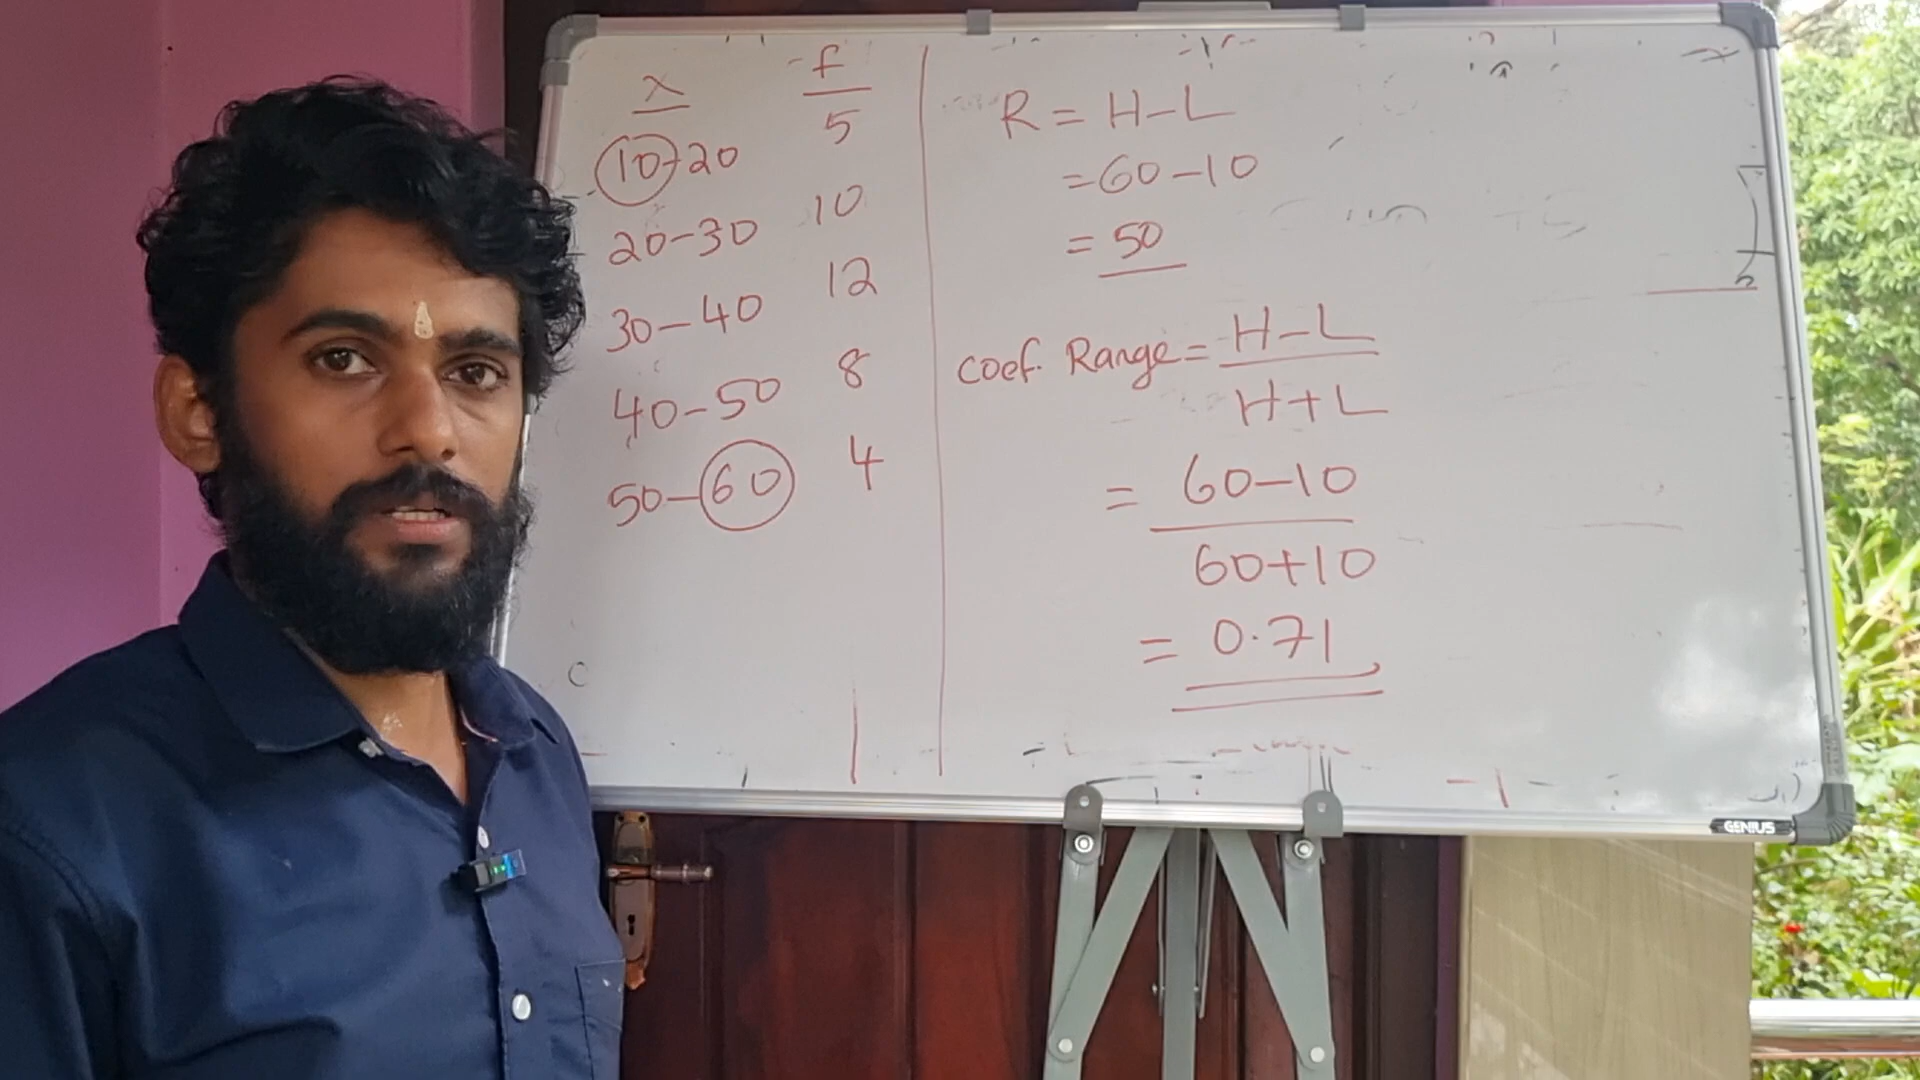 x f
10-20 5
20-30 10
30-40 12
40-50 8
50-60 4
R = H-L
=60-10
= 50
coef. Range = H-L
H+L
= 60-10
60+10
= 0.71
GENIUS